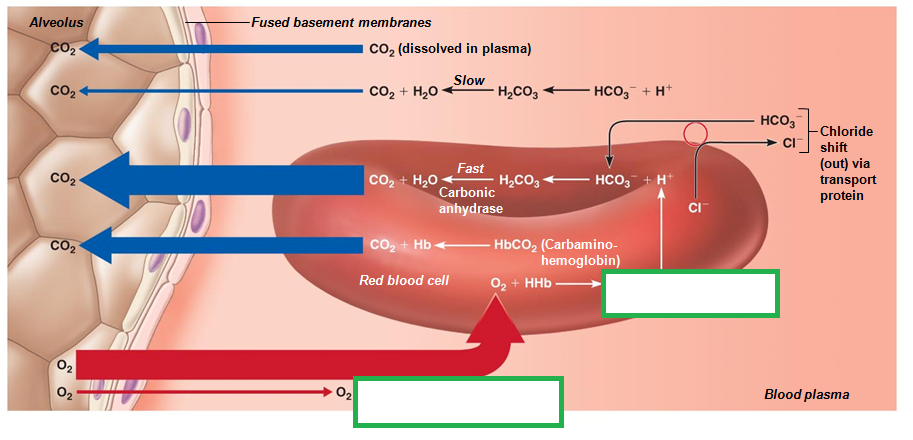 Alveolus
Fused basement membranes
CO2
CO2 (dissolved in plasma)
CO2
CO2 + H2O
Slow
H2CO3
HCO3− + H+
HCO3−
Cl−
Chloride
shift
(out) via
transport
protein
CO2
CO2 + H2O
Fast
Carbonic
anhydrase
H2CO3
HCO3− + H+
Cl−
CO2
CO2 + Hb
HbCO2 (Carbamino-
hemoglobin)
Red blood cell
O2 + HHb
O2
O2
O2
Blood plasma